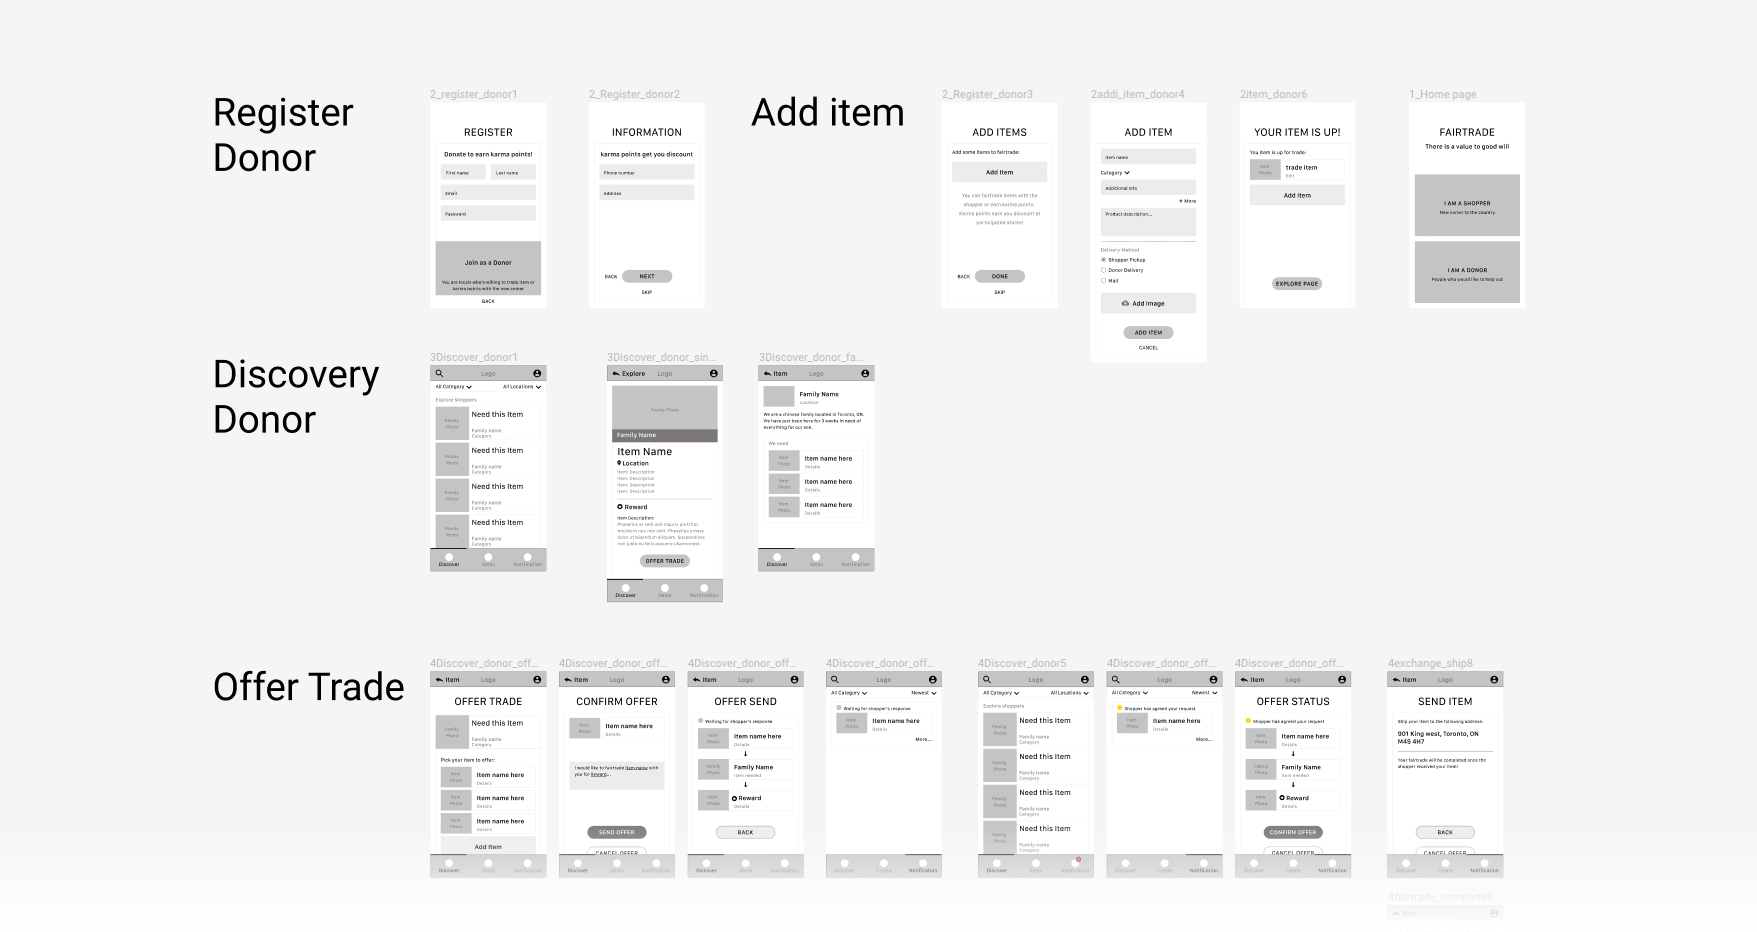 Register
Donor
2_register_donor1
REGISTER
Donate to earn karma points!
First name
Last name
Email
Password
Join as a Donor
You are locale who's willing to trade item or
karma points with the new comer
BACK
2_Register_donor2
INFORMATION
karma points get you discount
Phone number
Address
BACK
NEXT
SKIP
Add item
2_Register_donor3
ADD ITEMS
Add some items to fairtrade:
Add Item
You can fairtrade items with the
shopper or earn karma points.
Karma points earn you discount at
participated stores!
BACK
DONE
SKIP
2addi_item_donor4
ADD ITEM
Item name
Category
Additional Info
+ More
Product description...
Delivery Method
Shopper Pickup
Donor Delivery
Mail
Add Image
ADD ITEM
CANCEL
2item_donor6
YOUR ITEM IS UP!
You item is up for trade:
Item
Photo
trade item
Edit
Add Item
EXPLORE PAGE
1_Home page
FAIRTRADE
There is a value to good will
I AM A SHOPPER
New comer to the country
I AM A DONOR
People who would like to help out
Discovery
Donor
3Discover_donor1
Logo
All Category
All Locations
Explore shoppers
Family
Photo
Need this Item
Family name
Category
Family
Photo
Need this Item
Family name
Category
Family
Photo
Need this Item
Family name
Category
Family
Photo
Need this Item
Family name
Category
Discover
Items
Notification
3Discover_donor_sin...
Explore
Logo
Family Photo
Family Name
Item Name
Location
Item: Description
Item: Description
Item: Description
Item: Description
Reward
Item Description:
Phasellus at velit and mauris porttitor
tincidunt nec non velit. Phasellus ornare
dolor at bibendum aliquam. Suspendisse
non justo eu felis posuere ullamcorper.
OFFER TRADE
Discover
Items
Notification
3Discover_donor_fa...
Item
Logo
Family Name
Location
We are a chinese family located in Toronto, ON.
We have just been here for 3 weeks in need of
everything for our son.
We need
Item
Photo
Item name here
Details
Item
Photo
Item name here
Details
Item
Photo
Item name here
Details
Discover
Items
Notification
Offer Trade
4Discover_donor_off...
Item
Logo
OFFER TRADE
Family
Photo
Need this Item
Family name
Category
Pick your item to offer:
Item
Photo
Item name here
Details
Item
Photo
Item name here
Details
Item
Photo
Item name here
Details
Add Item
Discover
Items
Notification
4Discover_donor_off...
Item
Logo
CONFIRM OFFER
Item
Photo
Item name here
Details
I would like to fairtrade item name with
you for Reward...
SEND OFFER
CANCEL OFFER
Discover
Items
Notification
4Discover_donor_off...
Item
Logo
OFFER SEND
Waiting for shopper's response
Item
Photo
Item name here
Details
Family Name
Item needed
Item
Photo
Reward
Details
BACK
Discover
Items
Notification
4Discover_donor_off...
Logo
All Category
Newest
Waiting for shopper's response
Item
Photo
Item name here
Details
More...
Discover
Create
Notification
4Discover_donor5
Logo
All Category
All Locations
Explore shoppers
Family
Photo
Need this Item
Family name
Category
Family
Photo
Need this Item
Family name
Category
Family
Photo
Need this Item
Family name
Category
Family
Photo
Need this Item
Family name
Category
Discover
Items
Notification
4Discover_donor_off...
Logo
All Category
Newest
Shopper has agreed your request
Item
Photo
Item name here
Details
More...
Discover
Create
Notification
4Discover_donor_off...
Item
Logo
OFFER STATUS
Shopper has agreed your request.
Item
Photo
Item name here
Details
Family Name
Item needed
Item
Photo
Reward
Details
CONFIRM OFFER
CANCEL OFFER
Discover
Create
Notification
4exchange_ship8
Item
Logo
SEND ITEM
Ship your item to the following address:
901 King west, Toronto, ON
M4S 4H7
Your fairtrade will be completed once the
shopper received your item!
BACK
CANCEL OFFER
Discover
Create
Notification
4fairtrade_complete9